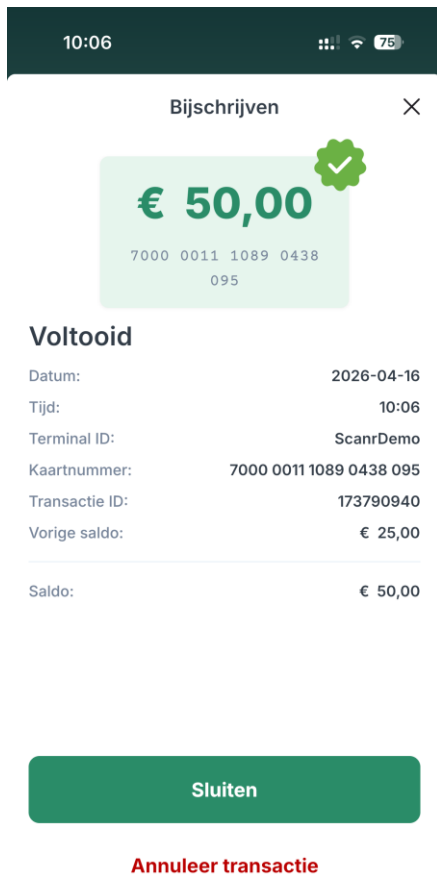 10:06
75
Bijschrijven
€ 50,00
7000 0011 1089 0438
095
Voltooid
Datum: 2026-04-16
Tijd: 10:06
Terminal ID: ScanrDemo
Kaartnummer: 7000 0011 1089 0438 095
Transactie ID: 173790940
Vorige saldo: € 25,00
Saldo: € 50,00
Sluiten
Annuleer transactie